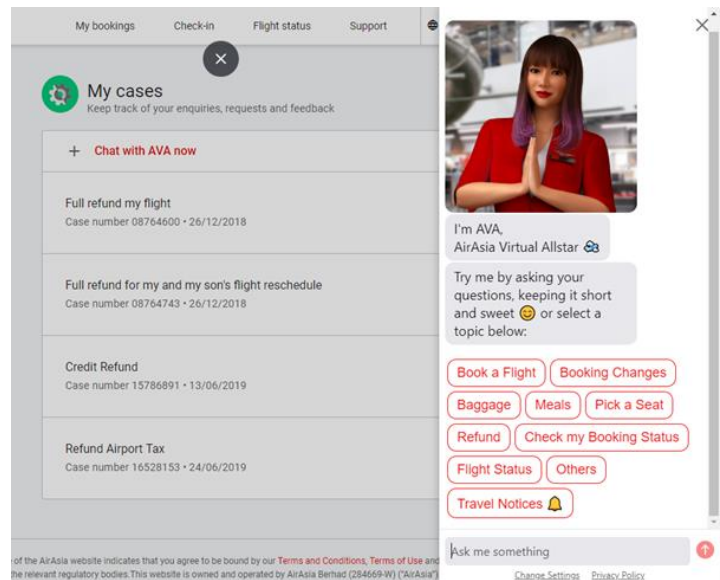 My bookings Check-in Flight status Support
My cases
Keep track of your enquiries, requests and feedback
+ Chat with AVA now
Full refund my flight
Case number 08764600 • 26/12/2018
Full refund for my and my son's flight reschedule
Case number 08764743 • 26/12/2018
Credit Refund
Case number 15786891 • 13/06/2019
Refund Airport Tax
Case number 16528153 • 24/06/2019
of the AirAsia website indicates that you agree to be bound by our Terms and Conditions, Terms of Use and
the relevant regulatory bodies.This website is owned and operated by AirAsia Berhad (284669-W) ("AirAsia")
I'm AVA,
AirAsia Virtual Allstar
Try me by asking your
questions, keeping it short
and sweet 😊 or select a
topic below:
Book a Flight Booking Changes
Baggage Meals Pick a Seat
Refund Check my Booking Status
Flight Status Others
Travel Notices 🔔
Ask me something
Change Settings Privacy Policy